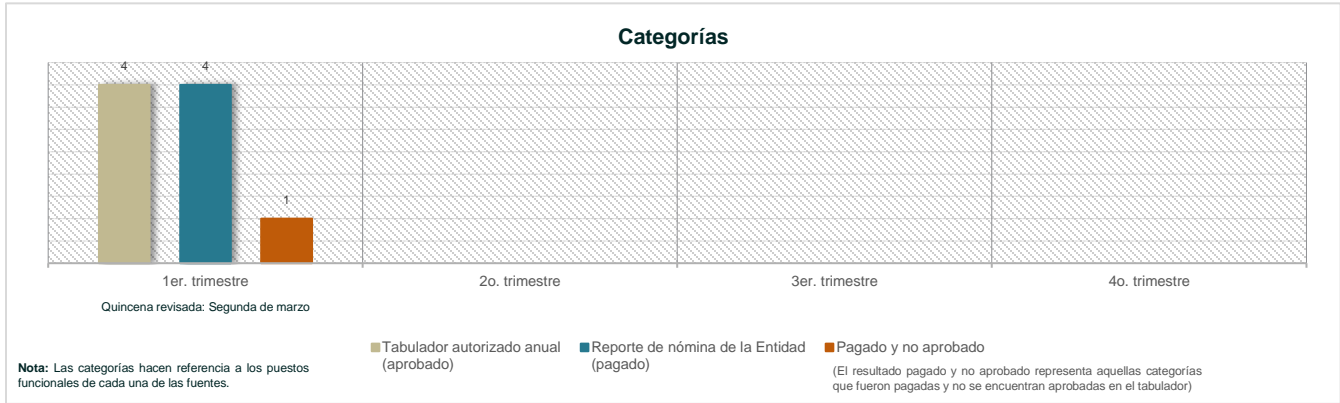 Categorías
4
4
1
1er. trimestre
2o. trimestre
3er. trimestre
4o. trimestre
Quincena revisada: Segunda de marzo
Tabulador autorizado anual
(aprobado)
Reporte de nómina de la Entidad
(pagado)
Pagado y no aprobado
(El resultado pagado y no aprobado representa aquellas categorías
que fueron pagadas y no se encuentran aprobadas en el tabulador)
Nota: Las categorías hacen referencia a los puestos
funcionales de cada una de las fuentes.